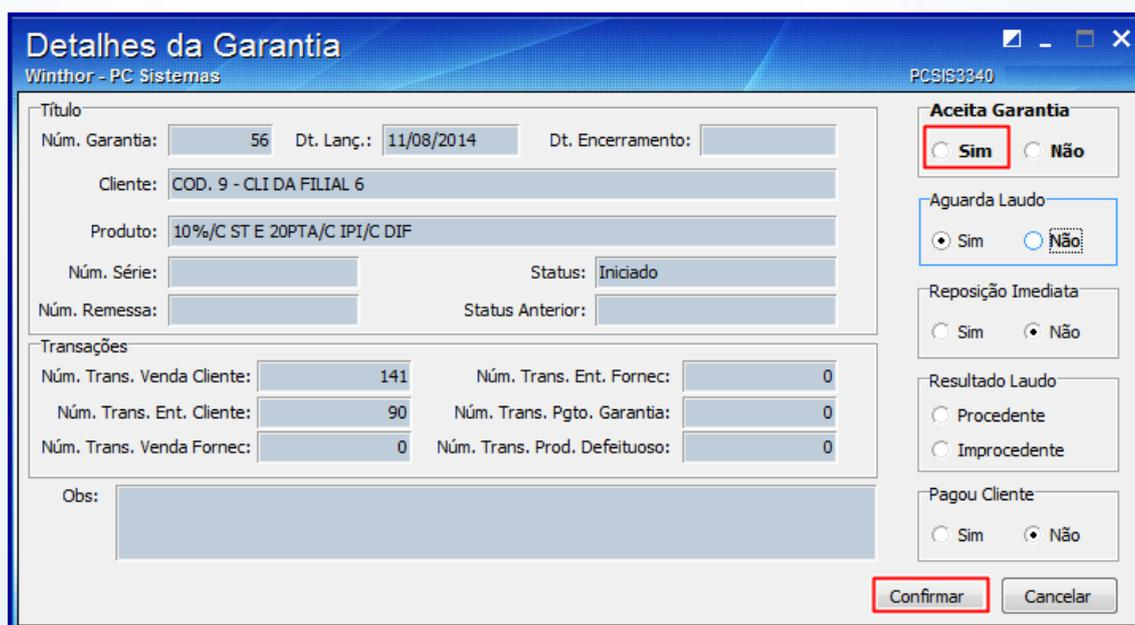 Detalhes da Garantia
Winthor - PC Sistemas PCSIS3340
Título
Núm. Garantia: 56 Dt. Lanç.: 11/08/2014 Dt. Encerramento:
Cliente: COD. 9 - CLI DA FILIAL 6
Produto: 10%/C ST E 20PTA/C IPI/C DIF
Núm. Série: Status: Iniciado
Núm. Remessa: Status Anterior:
Transações
Núm. Trans. Venda Cliente: 141 Núm. Trans. Ent. Fornec: 0
Núm. Trans. Ent. Cliente: 90 Núm. Trans. Pgto. Garantia: 0
Núm. Trans. Venda Fornec: 0 Núm. Trans. Prod. Defeituoso: 0
Obs:
Aceita Garantia
Sim Não
Aguarda Laudo
Sim Não
Reposição Imediata
Sim Não
Resultado Laudo
Procedente
Improcedente
Pagou Cliente
Sim Não
Confirmar Cancelar